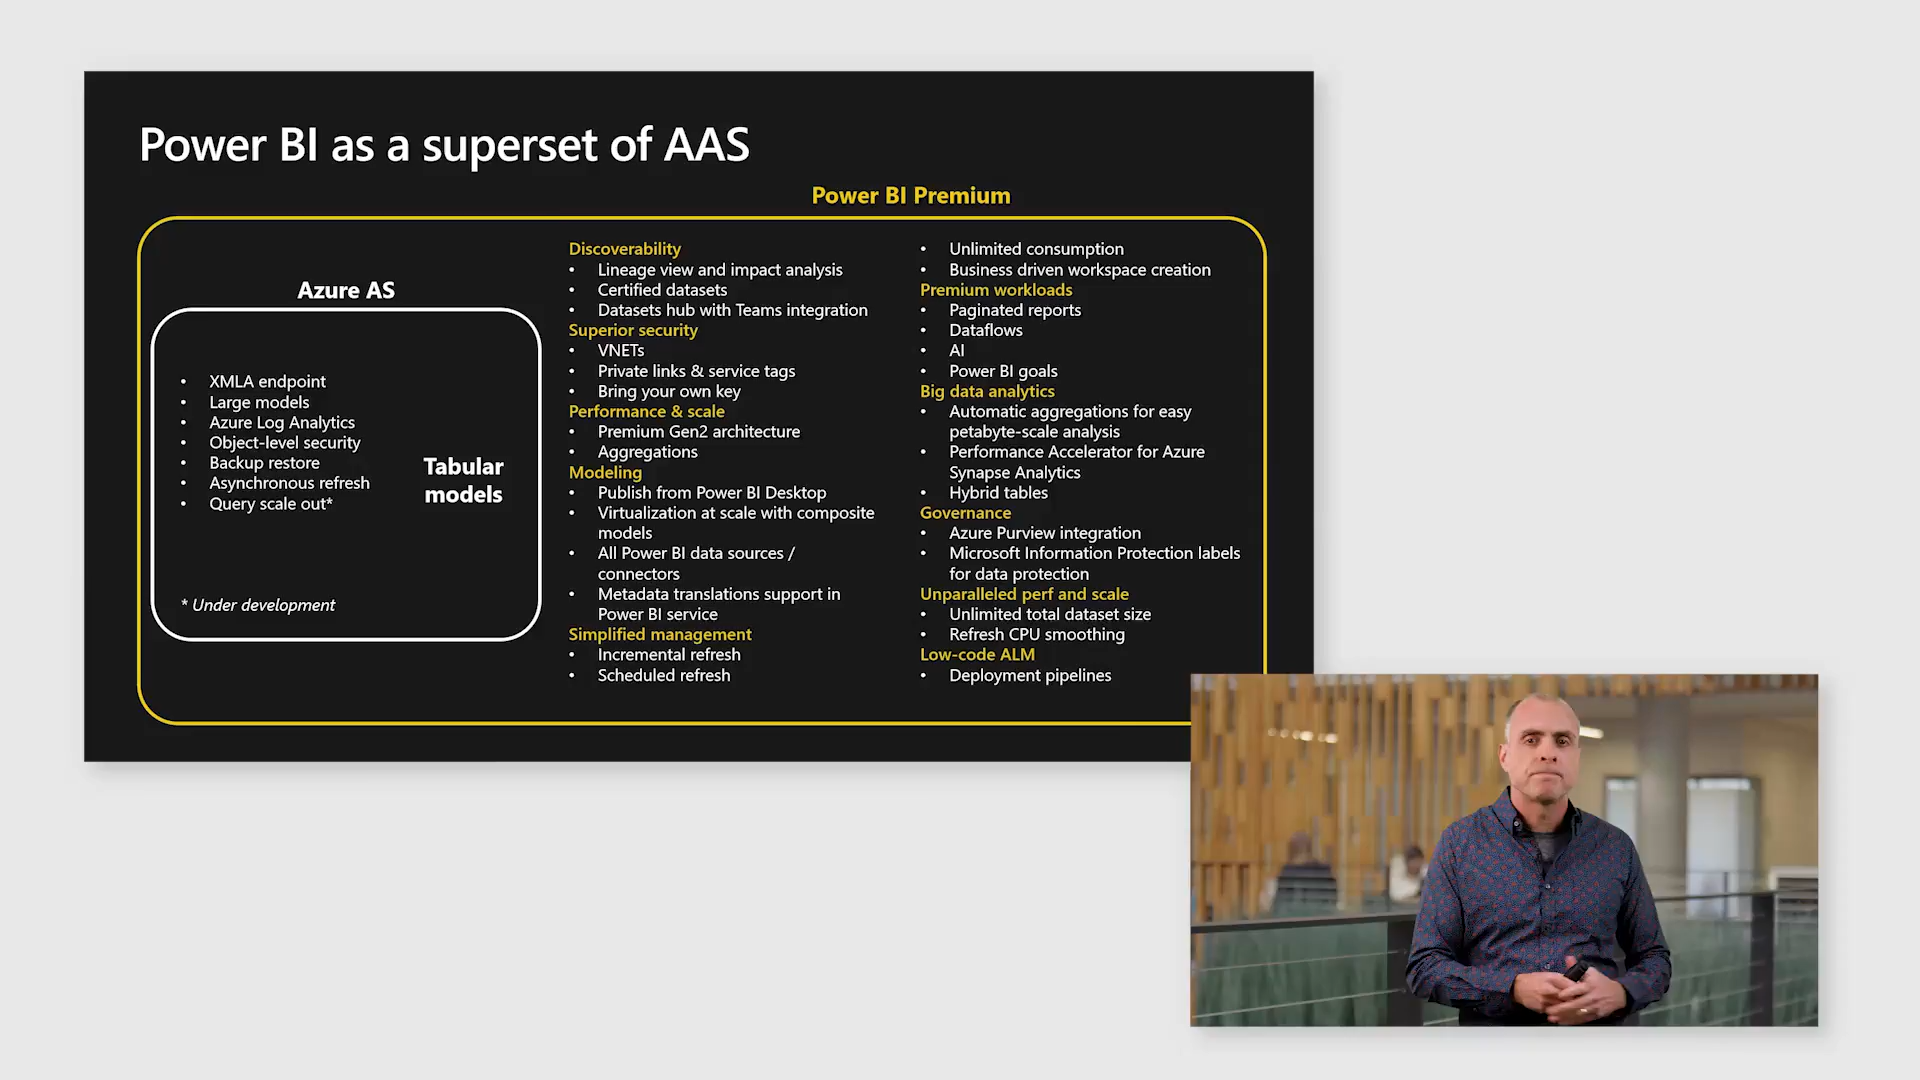 Power BI as a superset of AAS
Power BI Premium
Azure AS
• XMLA endpoint
• Large models
• Azure Log Analytics
• Object-level security
• Backup restore
• Asynchronous refresh
• Query scale out*
Tabular
models
* Under development
Discoverability
• Lineage view and impact analysis
• Certified datasets
• Datasets hub with Teams integration
Superior security
• VNETs
• Private links & service tags
• Bring your own key
Performance & scale
• Premium Gen2 architecture
• Aggregations
Modeling
• Publish from Power BI Desktop
• Virtualization at scale with composite
models
• All Power BI data sources /
connectors
• Metadata translations support in
Power BI service
Simplified management
• Incremental refresh
• Scheduled refresh
• Unlimited consumption
• Business driven workspace creation
Premium workloads
• Paginated reports
• Dataflows
• AI
• Power BI goals
Big data analytics
• Automatic aggregations for easy
petabyte-scale analysis
• Performance Accelerator for Azure
Synapse Analytics
• Hybrid tables
Governance
• Azure Purview integration
• Microsoft Information Protection labels
for data protection
Unparalleled perf and scale
• Unlimited total dataset size
• Refresh CPU smoothing
Low-code ALM
• Deployment pipelines